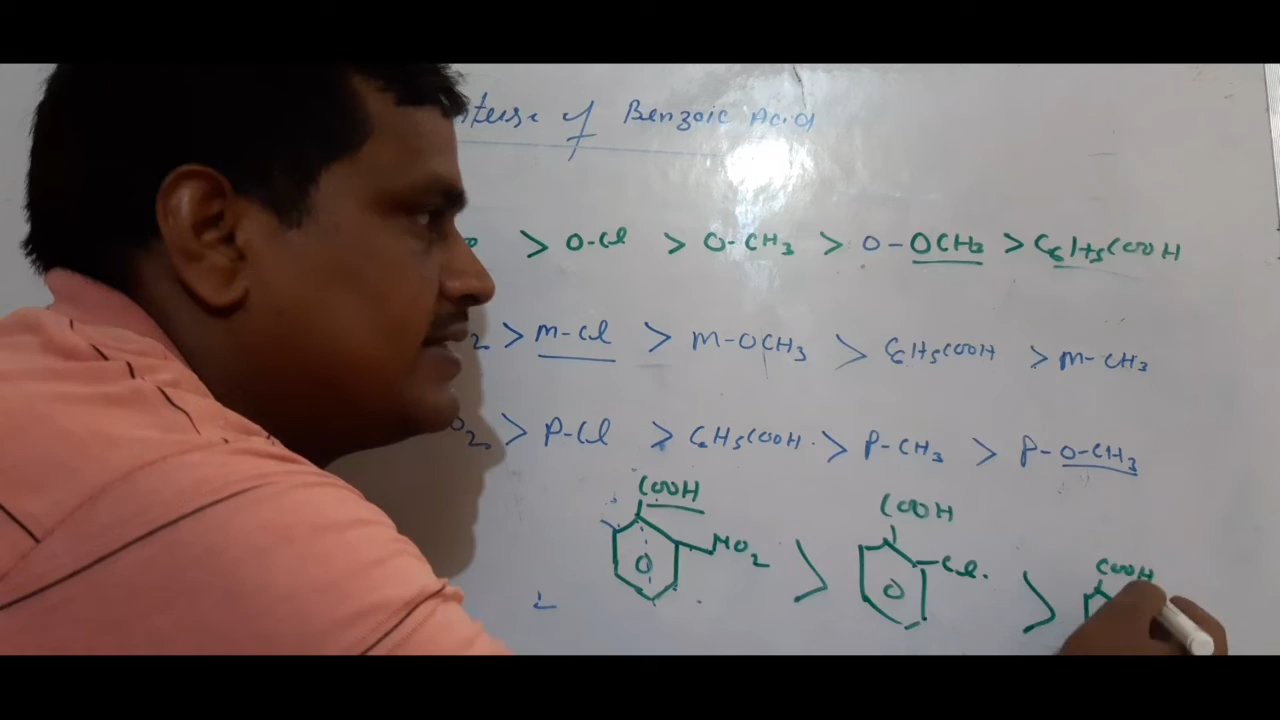 of Benzoic Acid
> O-Cl > O-CH3 > O-OCH3 > C6H5COOH
2 > M-Cl > M-OCH3 > C6H5COOH > M-CH3
O2 > P-Cl > C6H5COOH. > P-CH3 > P-O-CH3
COOH COOH COOH
NO2 > Cl. >